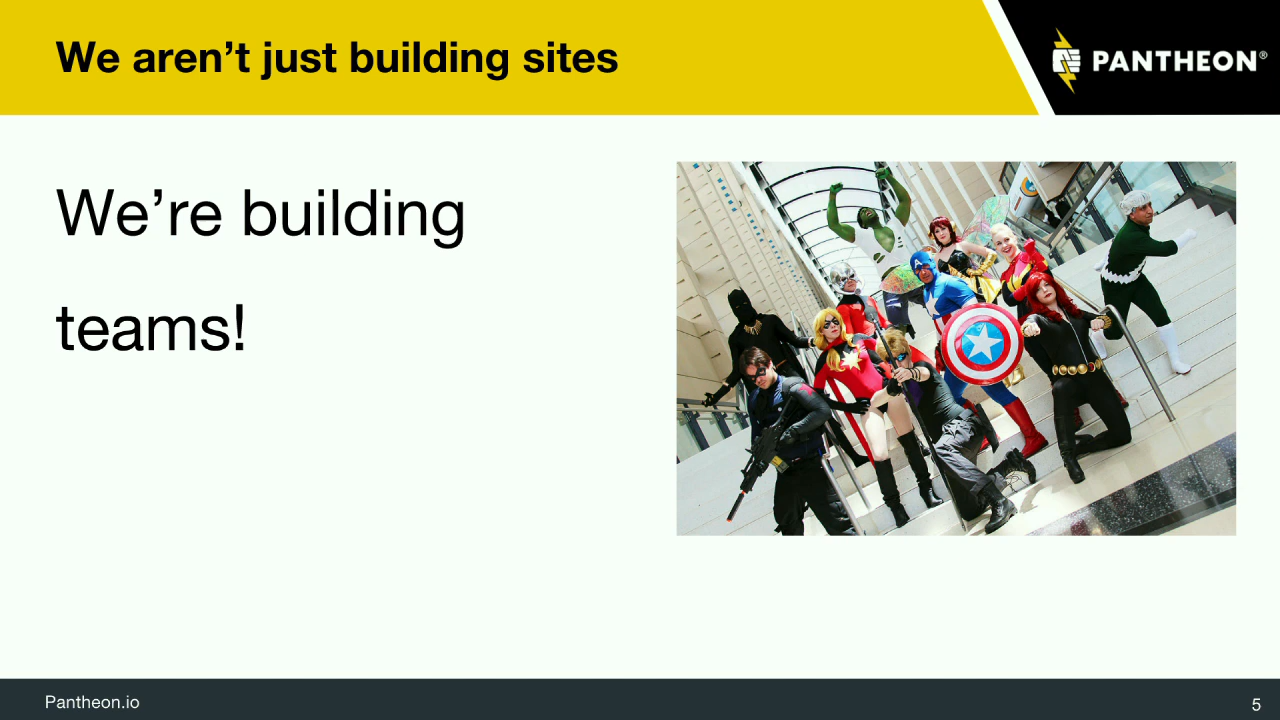 We aren’t just building sites
PANTHEON®
We’re building
teams!
A
Pantheon.io
5